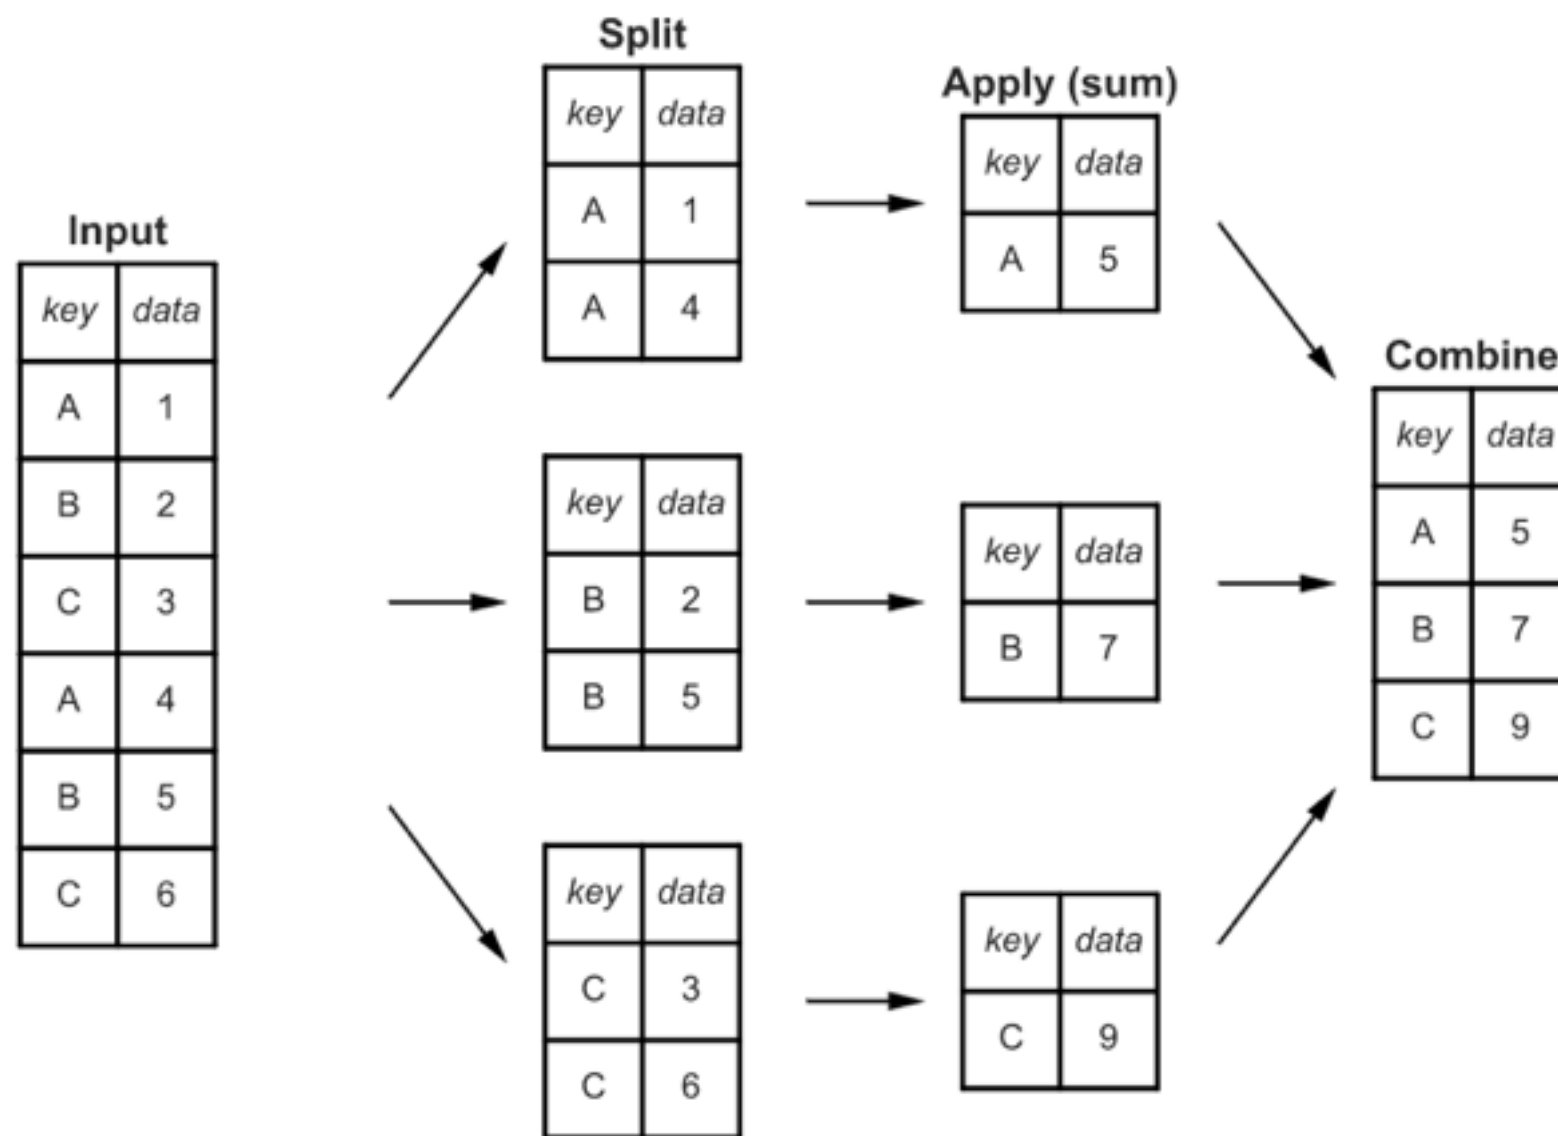 Input
key data
A 1
B 2
C 3
A 4
B 5
C 6
Split
key data
A 1
A 4
key data
B 2
B 5
key data
C 3
C 6
Apply (sum)
key data
A 5
key data
B 7
key data
C 9
Combine
key data
A 5
B 7
C 9